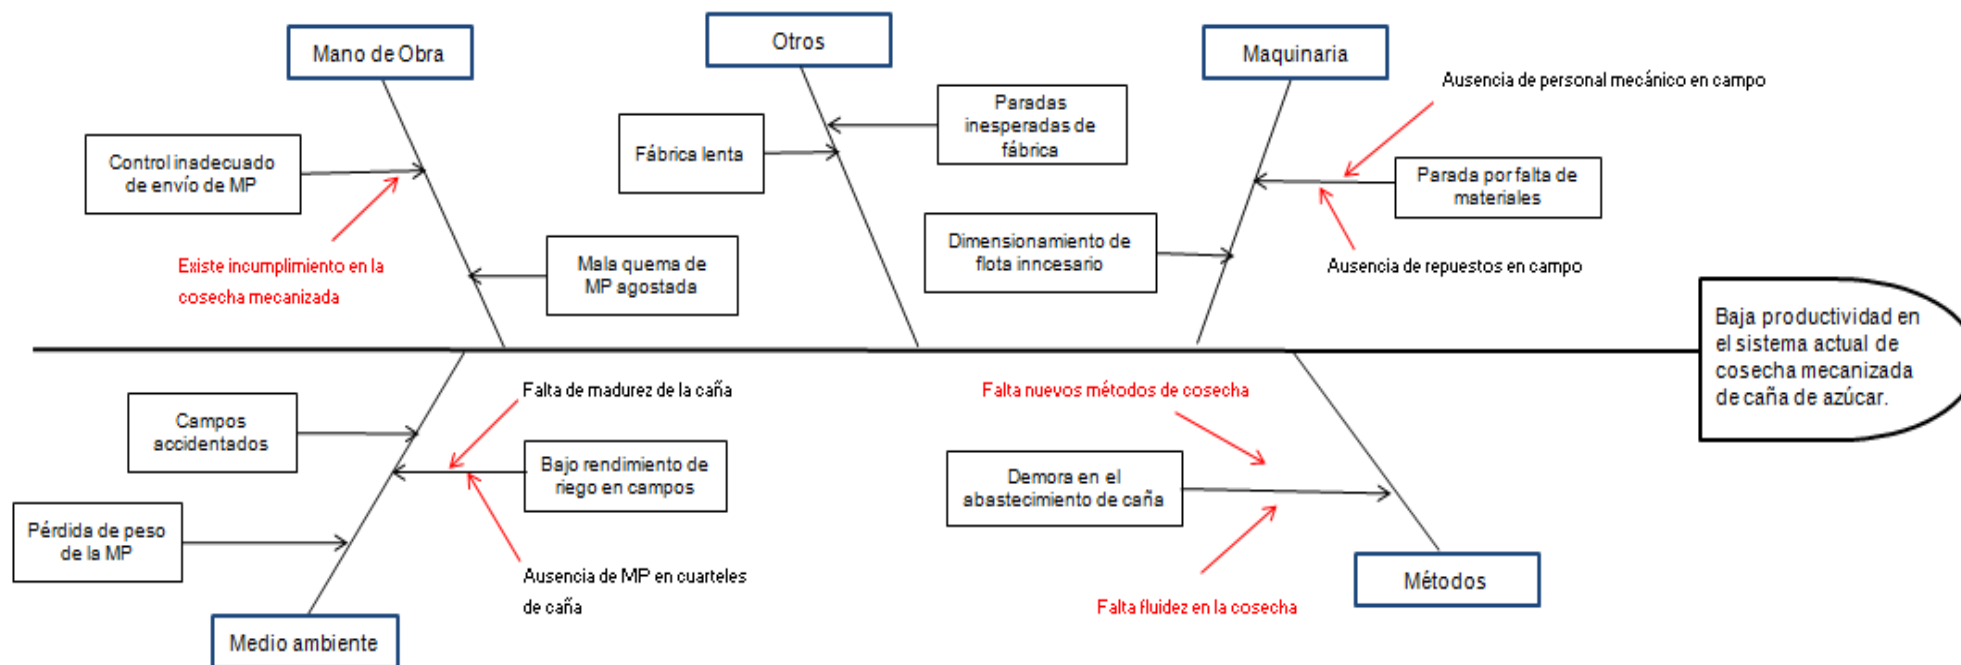 Mano de Obra
Otros
Maquinaria
Ausencia de personal mecánico en campo
Paradas
inesperadas de
fábrica
Fábrica lenta
Control inadecuado
de envío de MP
Parada por falta de
materiales
Dimensionamiento de
flota inncesario
Existe incumplimiento en la
cosecha mecanizada
Mala quema de
MP agostada
Ausencia de repuestos en campo
Baja productividad en
el sistema actual de
cosecha mecanizada
de caña de azúcar.
Falta de madurez de la caña
Falta nuevos métodos de cosecha
Campos
accidentados
Bajo rendimiento de
riego en campos
Demora en el
abastecimiento de caña
Pérdida de peso
de la MP
Ausencia de MP en cuarteles
de caña
Métodos
Falta fluidez en la cosecha
Medio ambiente